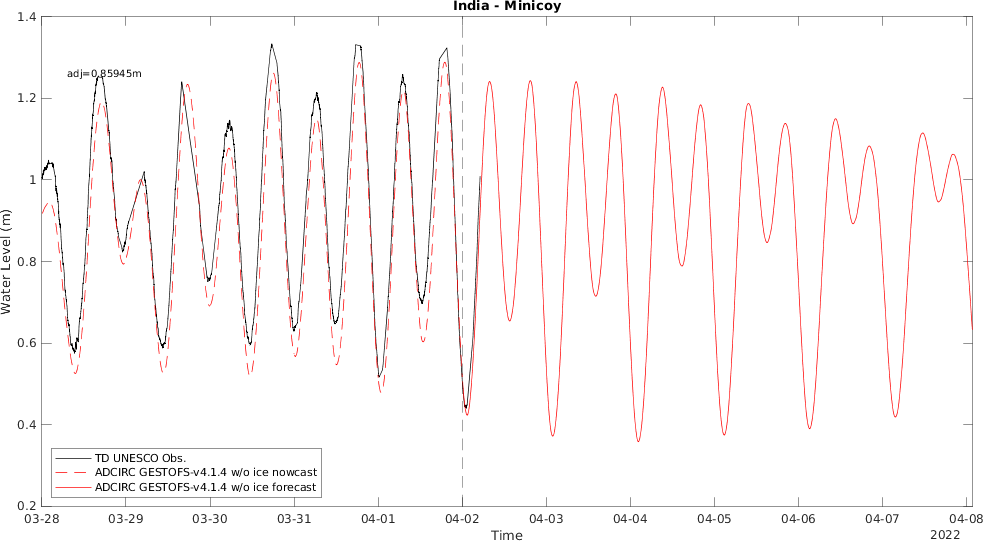 India - Minicoy
1.4
adj=0.85945m
1.2
1
0.8
0.6
0.4
0.2
Water Level (m)
TD UNESCO Obs.
ADCIRC GESTOFS-v4.1.4 w/o ice nowcast
ADCIRC GESTOFS-v4.1.4 w/o ice forecast
03-28 03-29 03-30 03-31 04-01 04-02 04-03 04-04 04-05 04-06 04-07 04-08
Time
2022